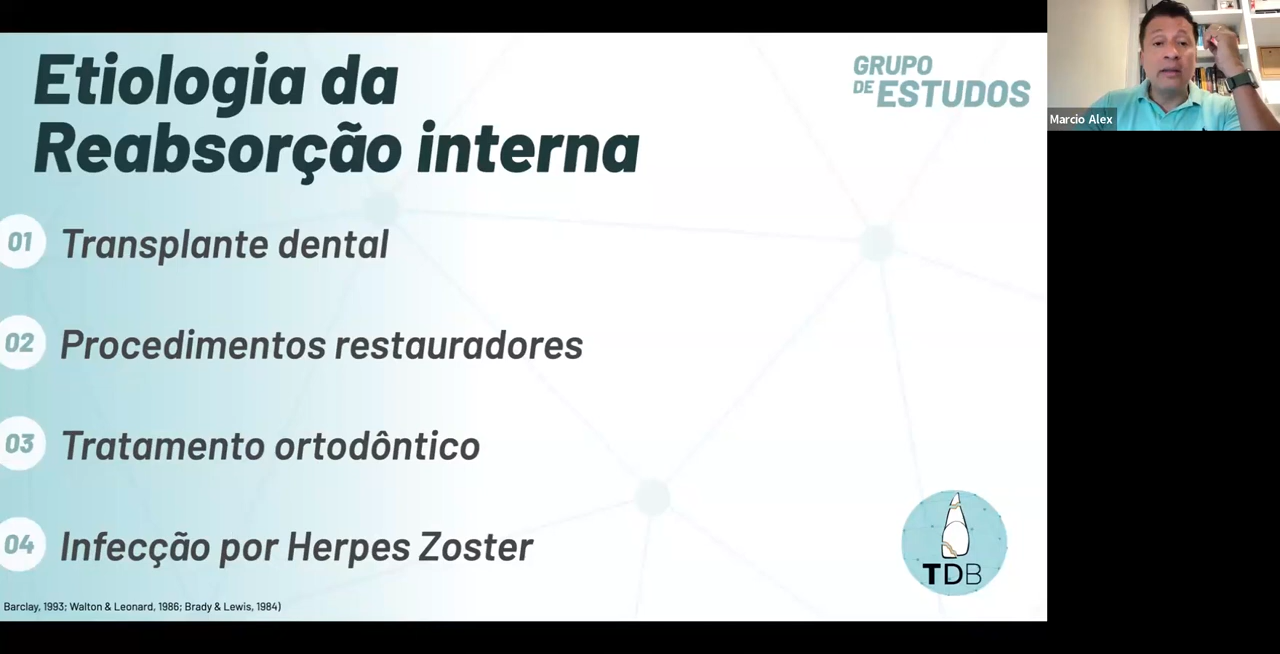 Etiologia da
Reabsorção interna
GRUPO
DE ESTUDOS
Marcio Alex
01 Transplante dental
02 Procedimentos restauradores
03 Tratamento ortodôntico
04 Infecção por Herpes Zoster
TDB
Barclay, 1993; Walton & Leonard, 1986; Brady & Lewis, 1984)